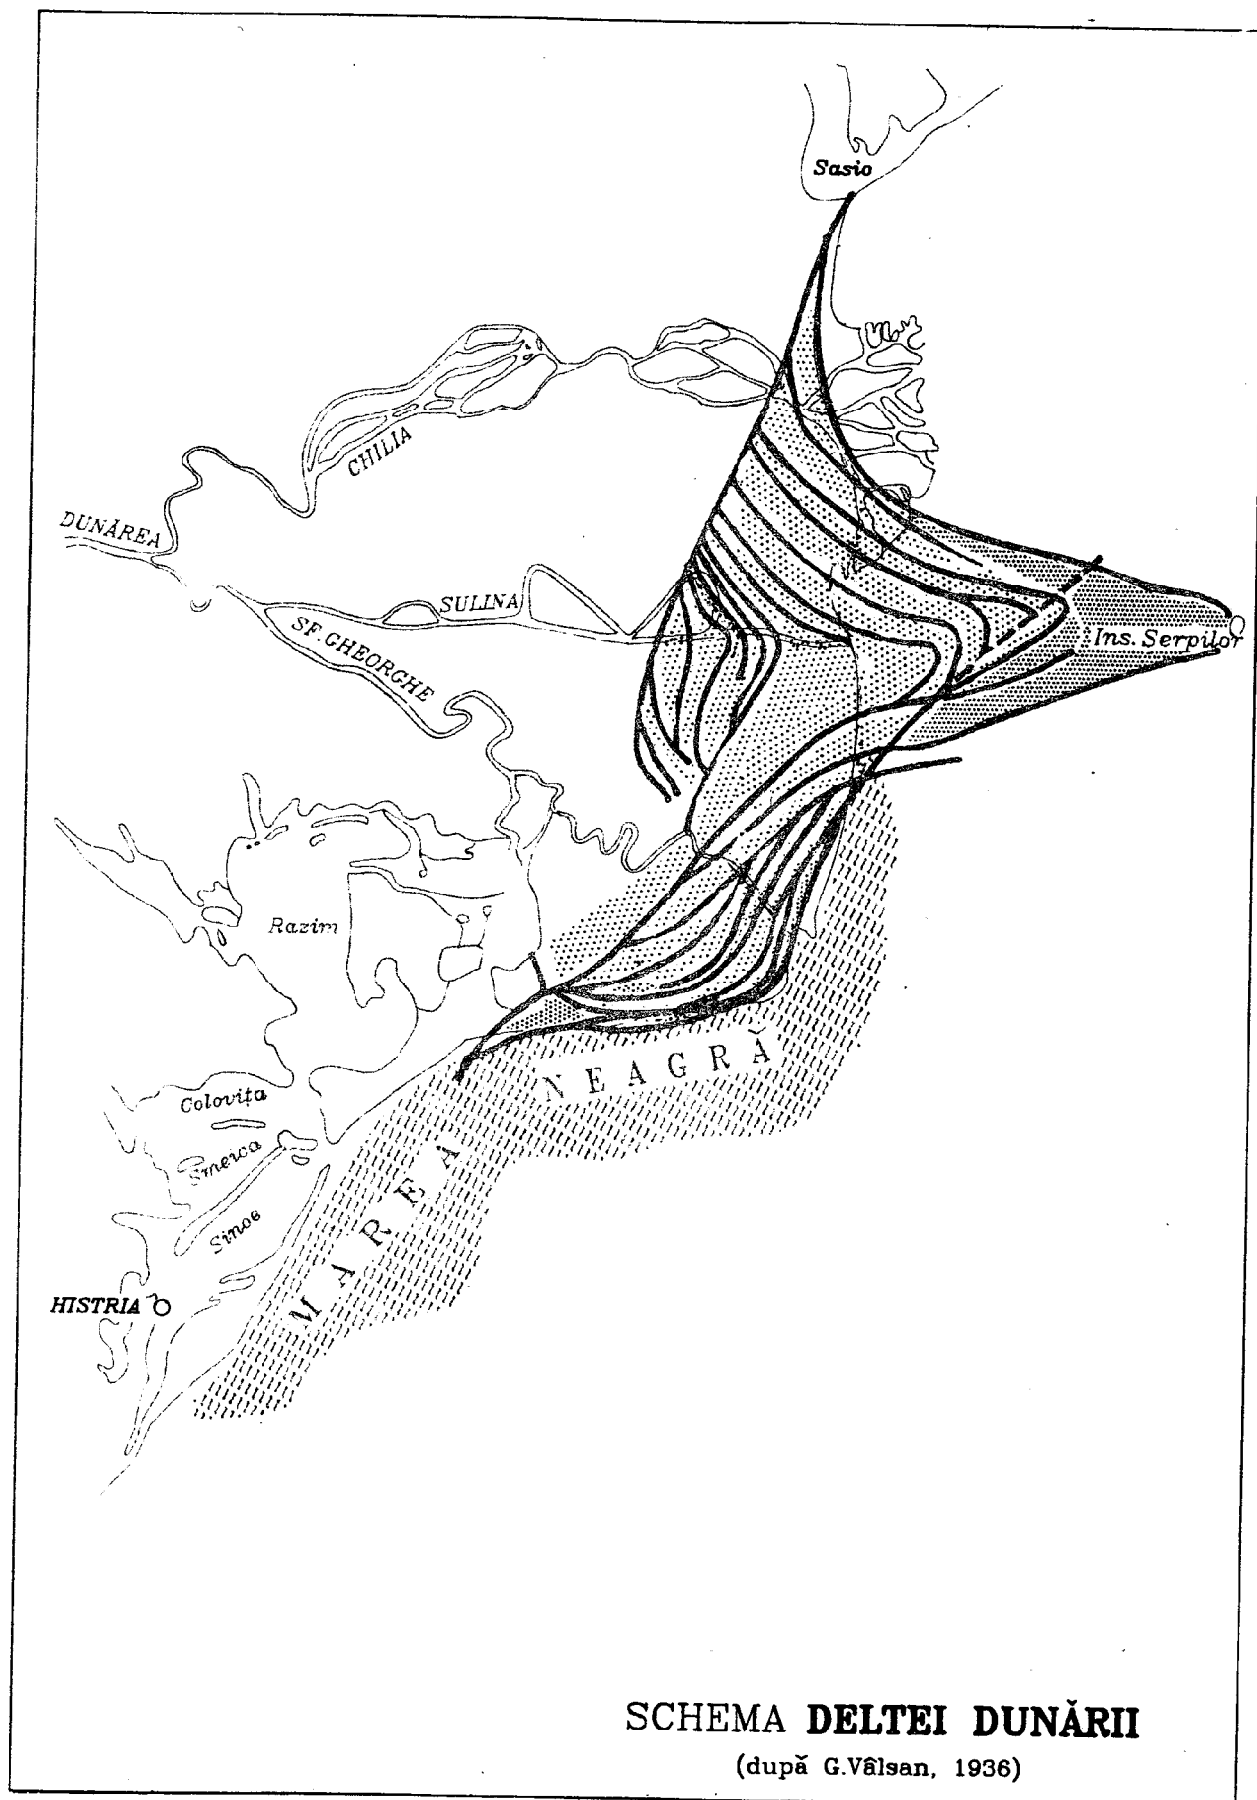 Sasio
CHILIA
DUNĂREA
SULINA
SF GHEORGHE
Ins. Serpilor
Razim
NEAGRĂ
MAREA
Colovița
Smeica
Sinoe
HISTRIA
SCHEMA DELTEI DUNĂRII
(după G.Vâlsan, 1936)